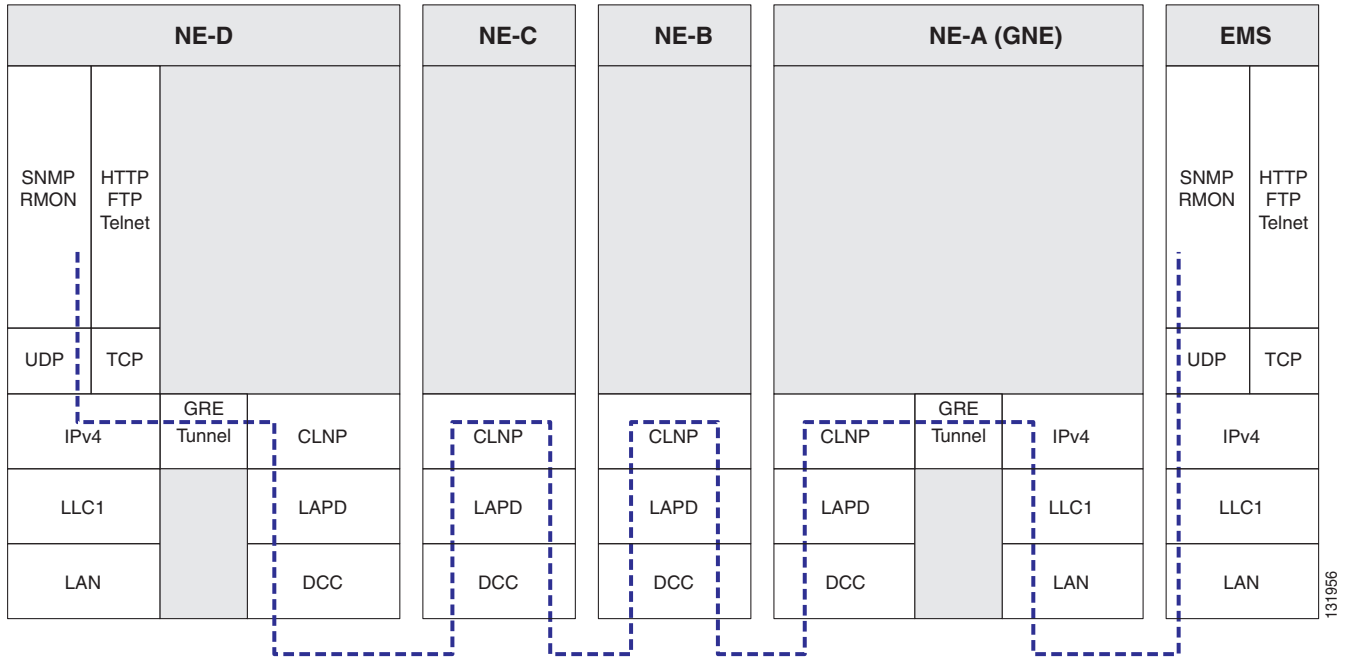 NE-D
NE-C
NE-B
NE-A (GNE)
EMS
SNMP
RMON
HTTP
FTP
Telnet
SNMP
RMON
HTTP
FTP
Telnet
UDP
TCP
UDP
TCP
IPv4
GRE
Tunnel
CLNP
CLNP
CLNP
CLNP
GRE
Tunnel
IPv4
IPv4
LLC1
LAPD
LAPD
LAPD
LAPD
LLC1
LLC1
LAN
DCC
DCC
DCC
DCC
LAN
LAN
131956